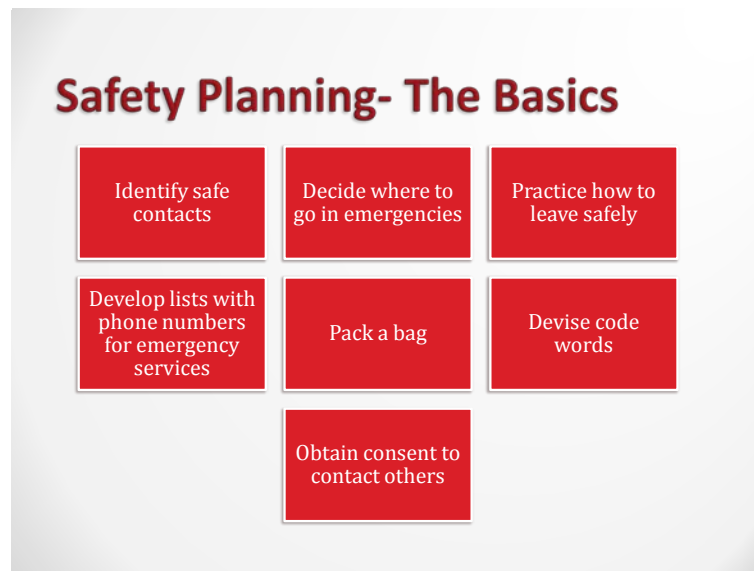 Safety Planning- The Basics
Identify safe
contacts
Decide where to
go in emergencies
Practice how to
leave safely
Develop lists with
phone numbers
for emergency
services
Pack a bag
Devise code
words
Obtain consent to
contact others